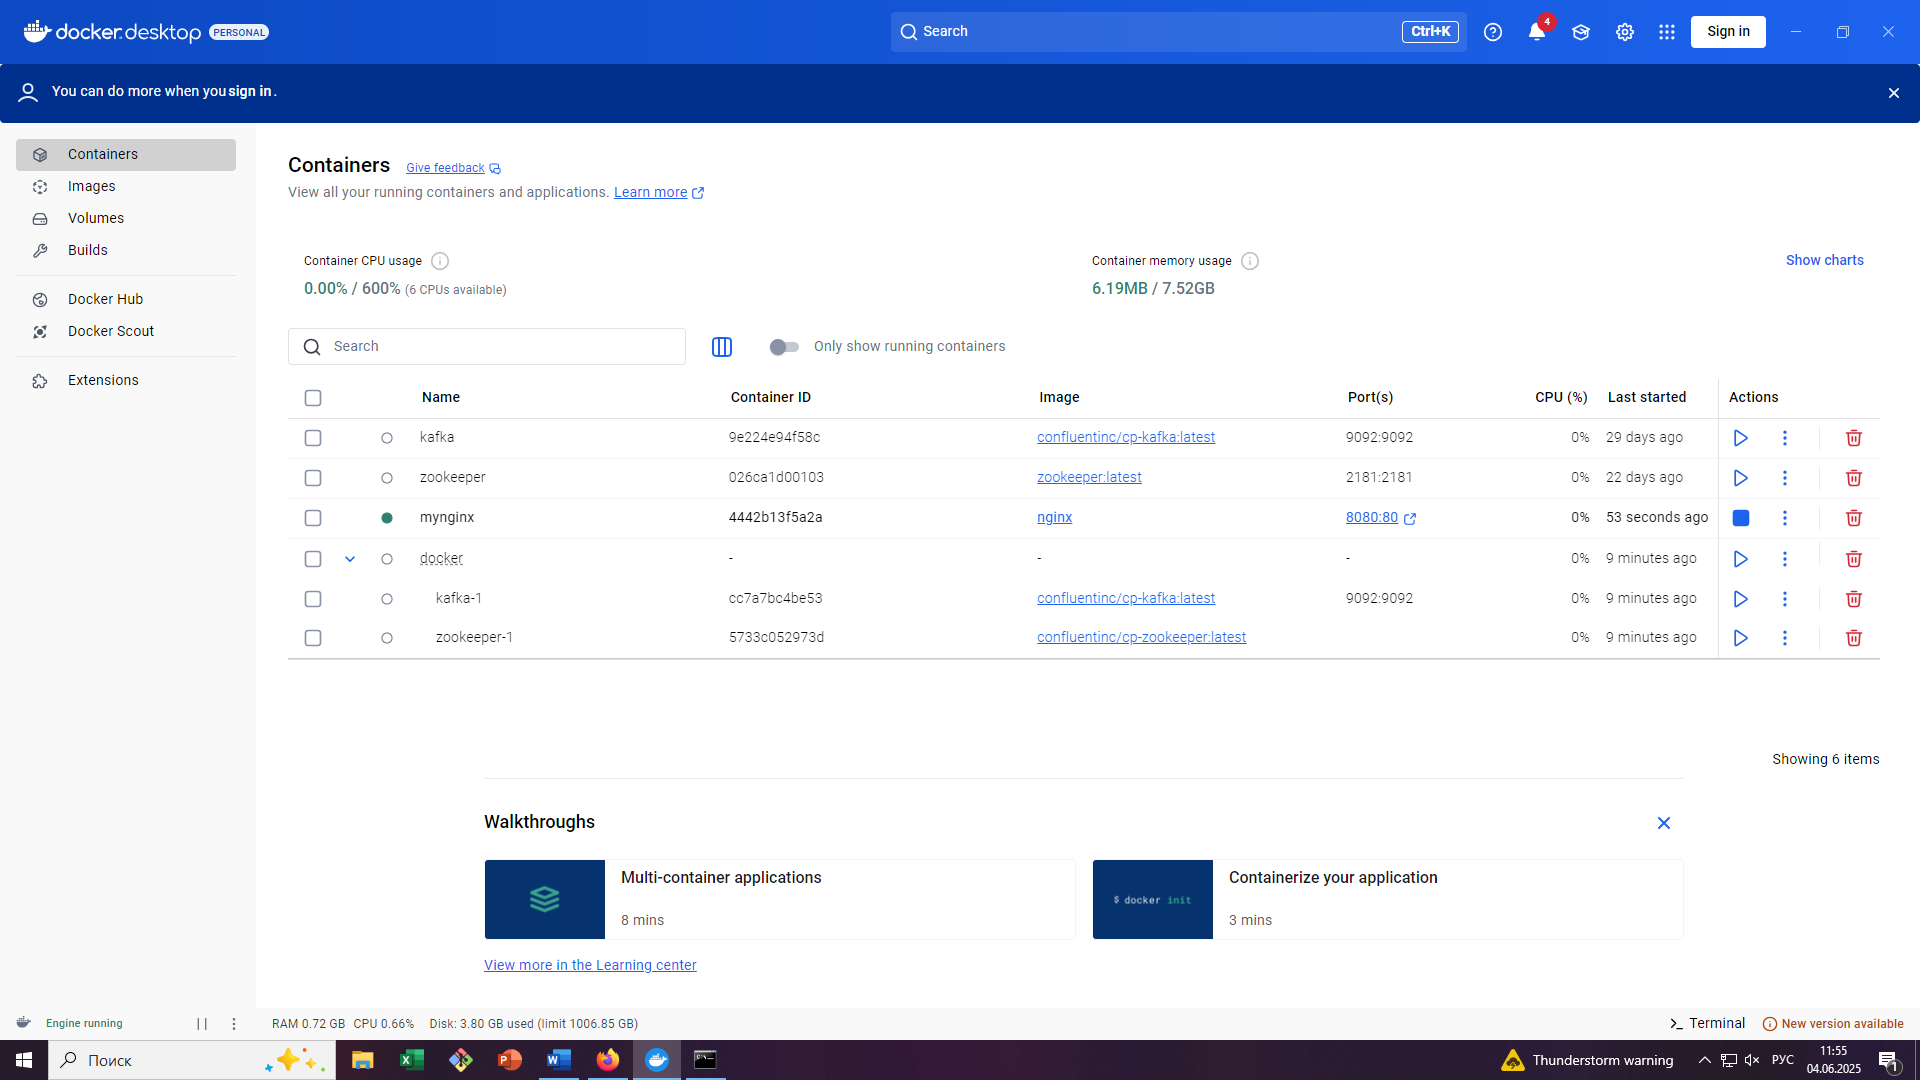 docker.desktop PERSONAL
Search Ctrl+K
4
Sign in
You can do more when you sign in.
Containers
Images
Volumes
Builds
Docker Hub
Docker Scout
Extensions
Containers Give feedback
View all your running containers and applications. Learn more
Container CPU usage
0.00% / 600% (6 CPUs available)
Container memory usage
6.19MB / 7.52GB
Show charts
Search
Only show running containers
Name Container ID Image Port(s) CPU (%) Last started Actions
kafka 9e224e94f58c confluentinc/cp-kafka:latest 9092:9092 0% 29 days ago
zookeeper 026ca1d00103 zookeeper:latest 2181:2181 0% 22 days ago
mynginx 4442b13f5a2a nginx 8080:80 0% 53 seconds ago
docker - - - 0% 9 minutes ago
kafka-1 cc7a7bc4be53 confluentinc/cp-kafka:latest 9092:9092 0% 9 minutes ago
zookeeper-1 5733c052973d confluentinc/cp-zookeeper:latest 0% 9 minutes ago
Showing 6 items
Walkthroughs
Multi-container applications
8 mins
$ docker init
Containerize your application
3 mins
View more in the Learning center
Engine running
RAM 0.72 GB CPU 0.66% Disk: 3.80 GB used (limit 1006.85 GB)
>_ Terminal
New version available
Поиск
Thunderstorm warning
РУС
11:55
04.06.2025
1